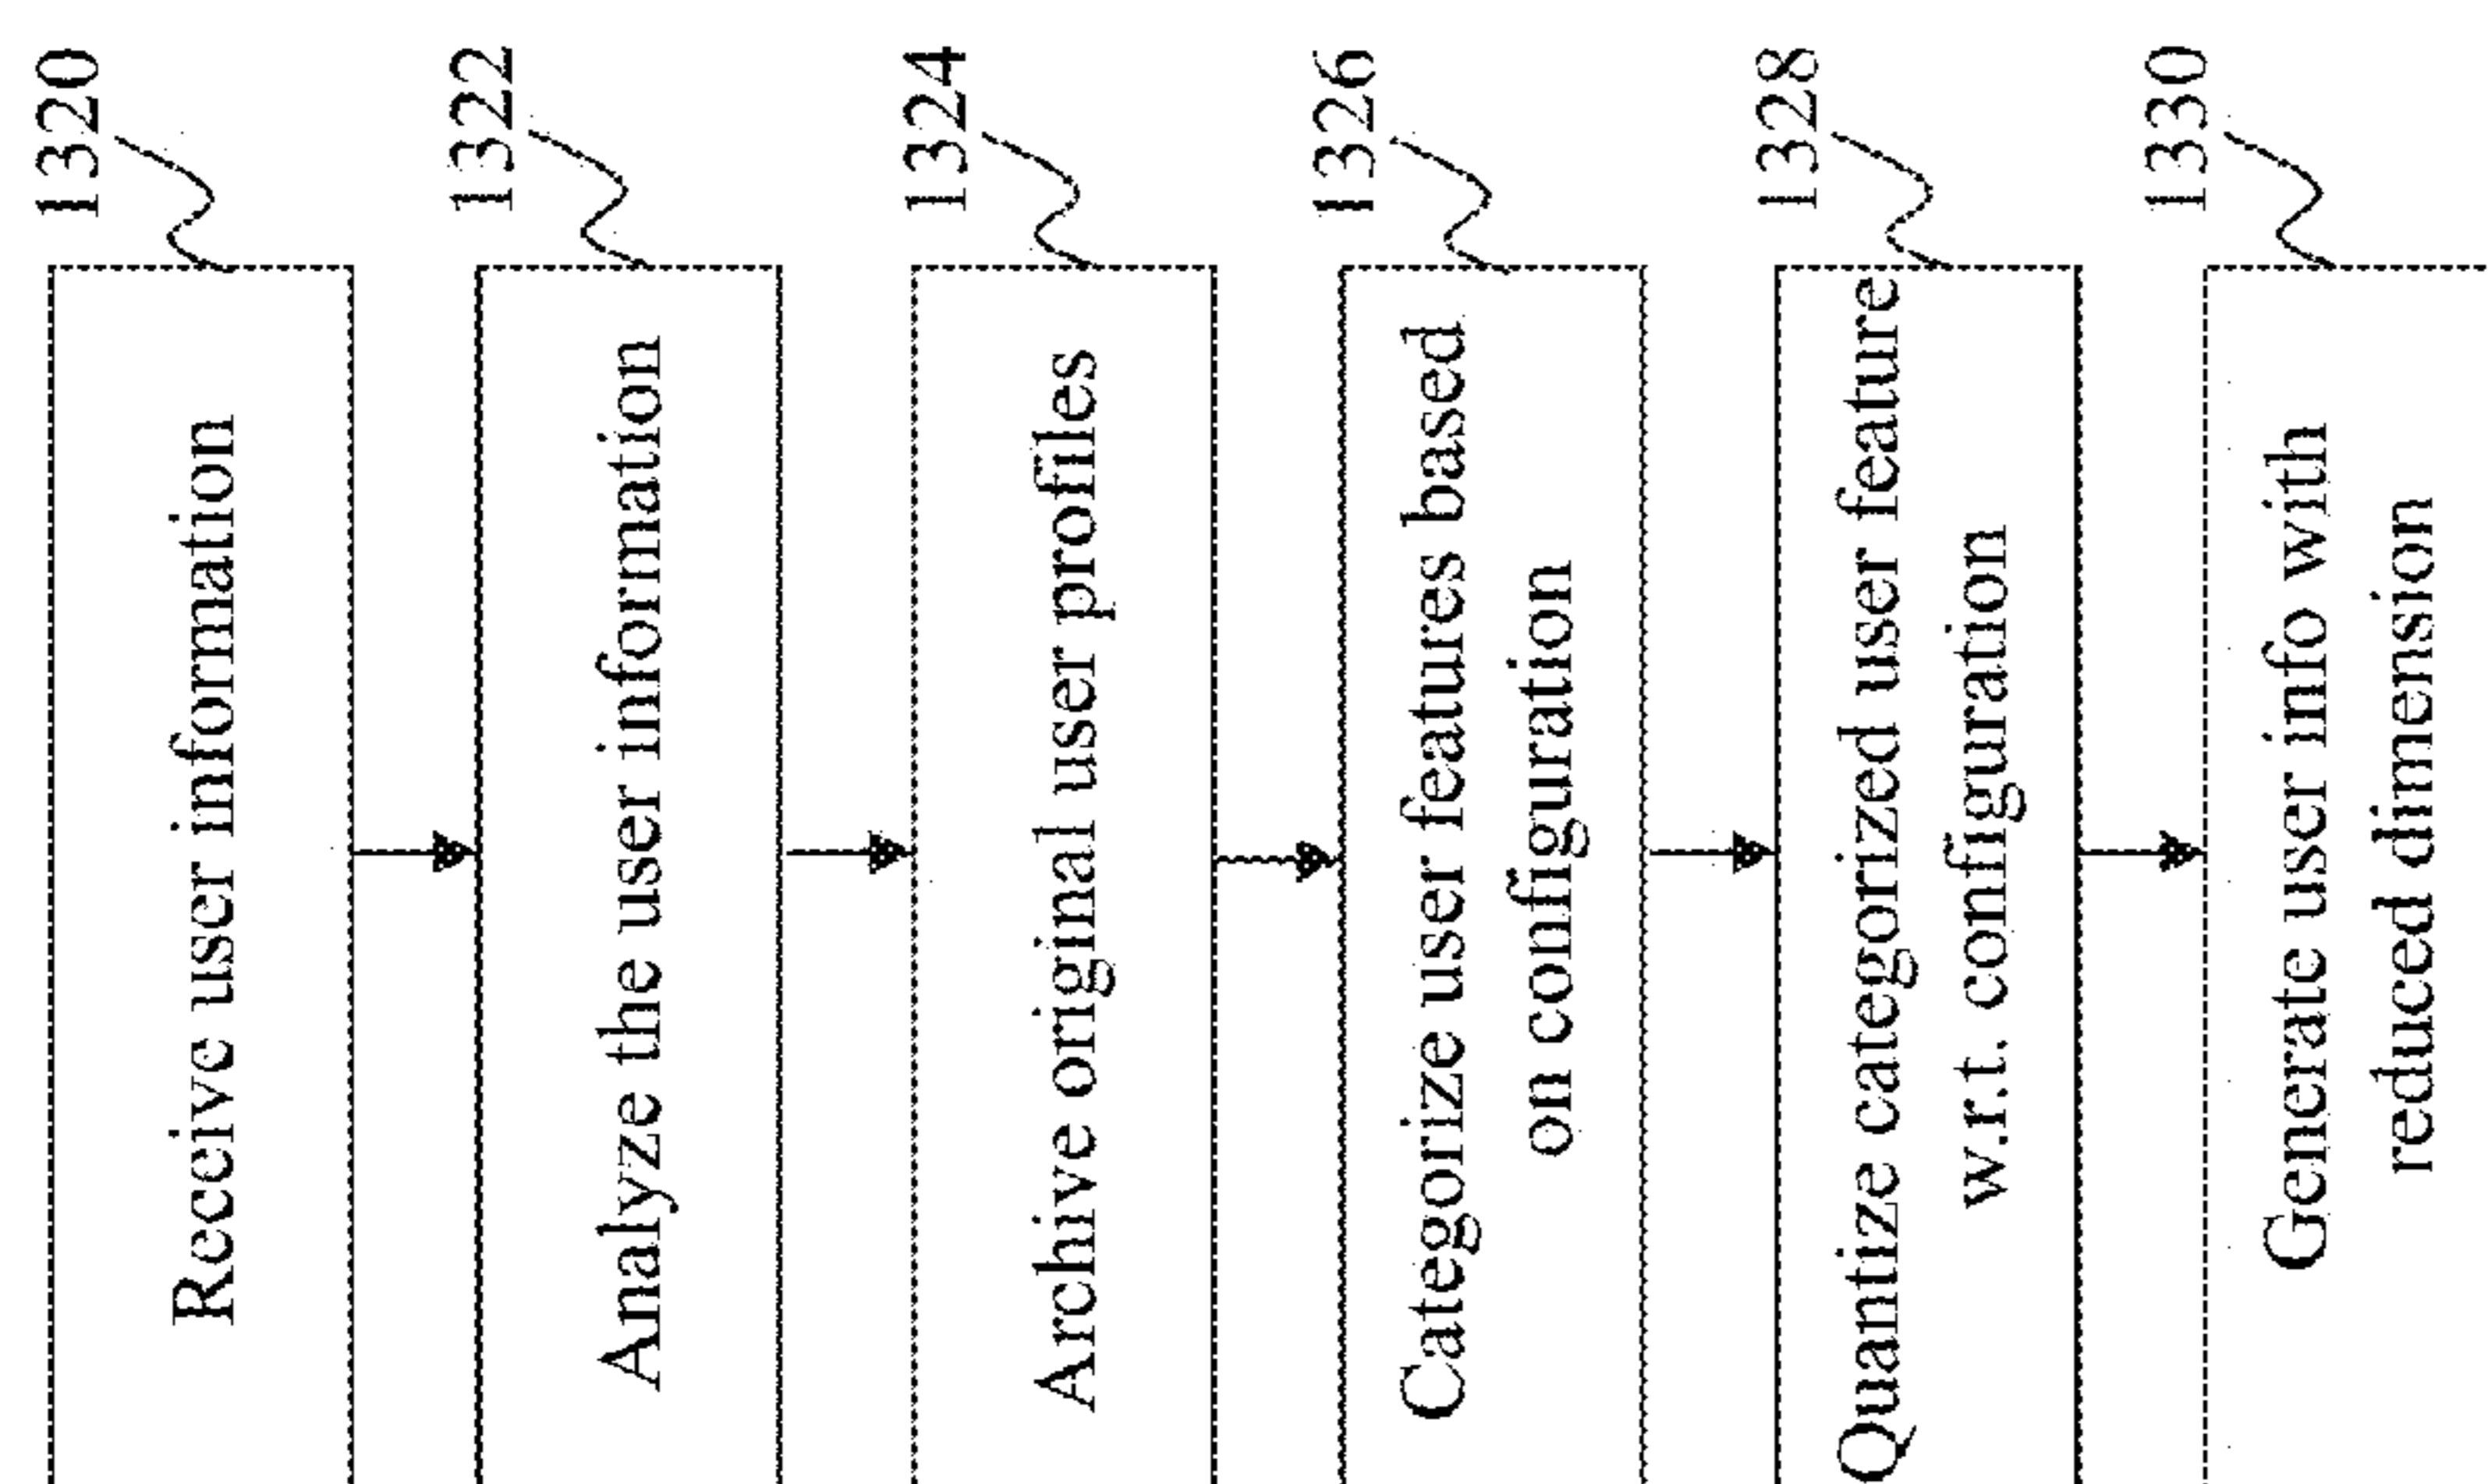 1320
Receive user information
1322
Analyze the user information
1324
Archive original user profiles
1326
Categorize user features based
on configuration
1328
Quantize categorized user feature
w.r.t. configuration
1330
Generate user info with
reduced dimension